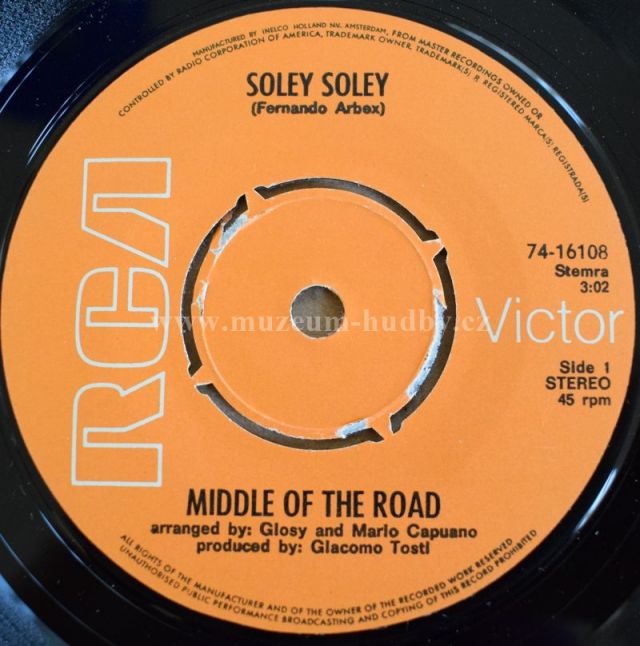 MANUFACTURED BY INELCO HOLLAND NV. AMSTERDAM, FROM MASTER RECORDINGS OWNED OR
CONTROLLED BY RADIO CORPORATION OF AMERICA, TRADEMARK OWNER, TRADEMARK(S) ® REGISTERED MARCA(S) REGISTRADA(S)
SOLEY SOLEY
(Fernando Arbex)
RCA
74-16108
Stemra
3:02
www.muzeum-hudby.cz
Victor
Side 1
STEREO
45 rpm
MIDDLE OF THE ROAD
arranged by: Giosy and Mario Capuano
produced by: Giacomo Tosti
ALL RIGHTS OF THE MANUFACTURER AND OF THE OWNER OF THE RECORDED WORK RESERVED
UNAUTHORISED PUBLIC PERFORMANCE BROADCASTING AND COPYING OF THIS RECORD PROHIBITED